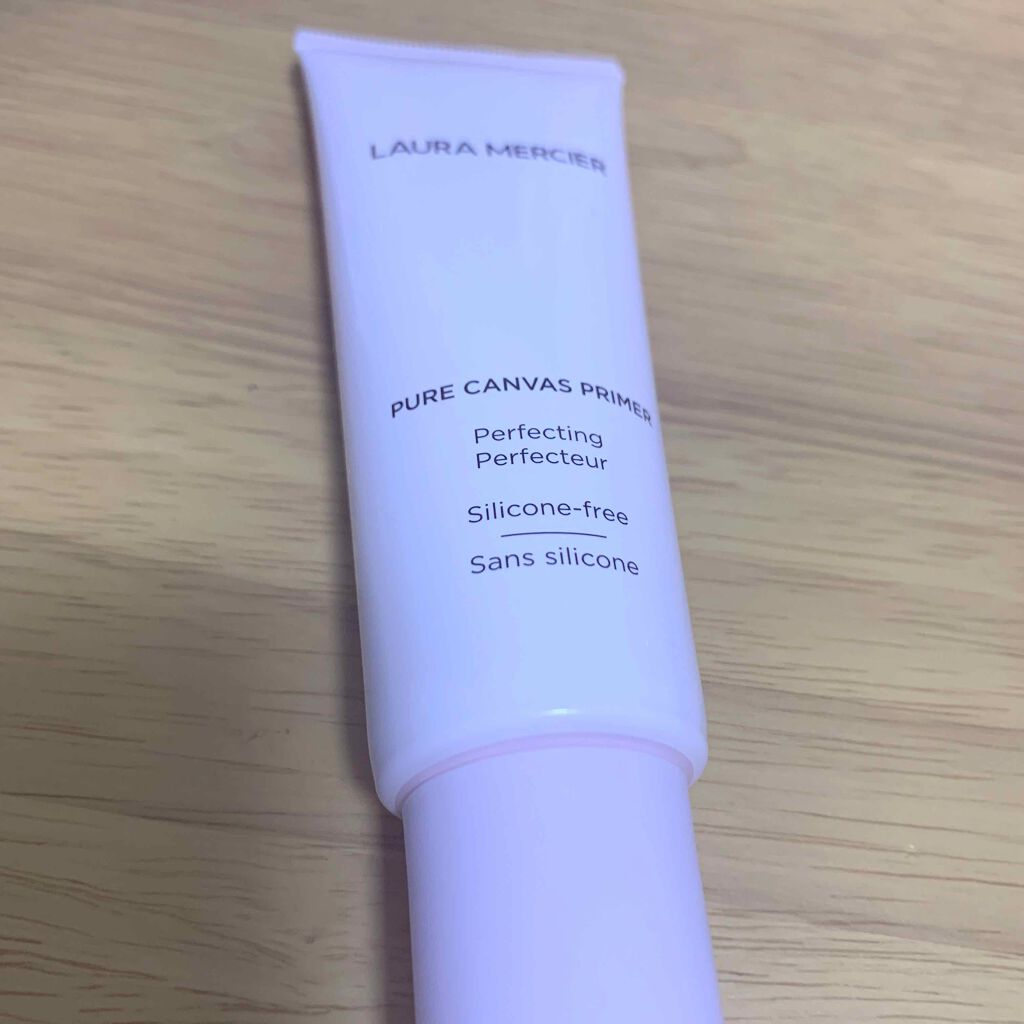 LAURA MERCIER
PURE CANVAS PRIMER
Perfecting
Perfecteur
Silicone-free
Sans silicone